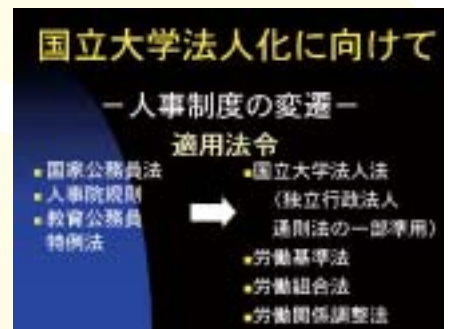 国立大学法人化に向けて
－人事制度の変遷－
適用法令
▪国家公務員法
▪人事院規則
▪教育公務員
特例法
▪国立大学法人法
（独立行政法人
通則法の一部準用）
▪労働基準法
▪労働組合法
▪労働関係調整法